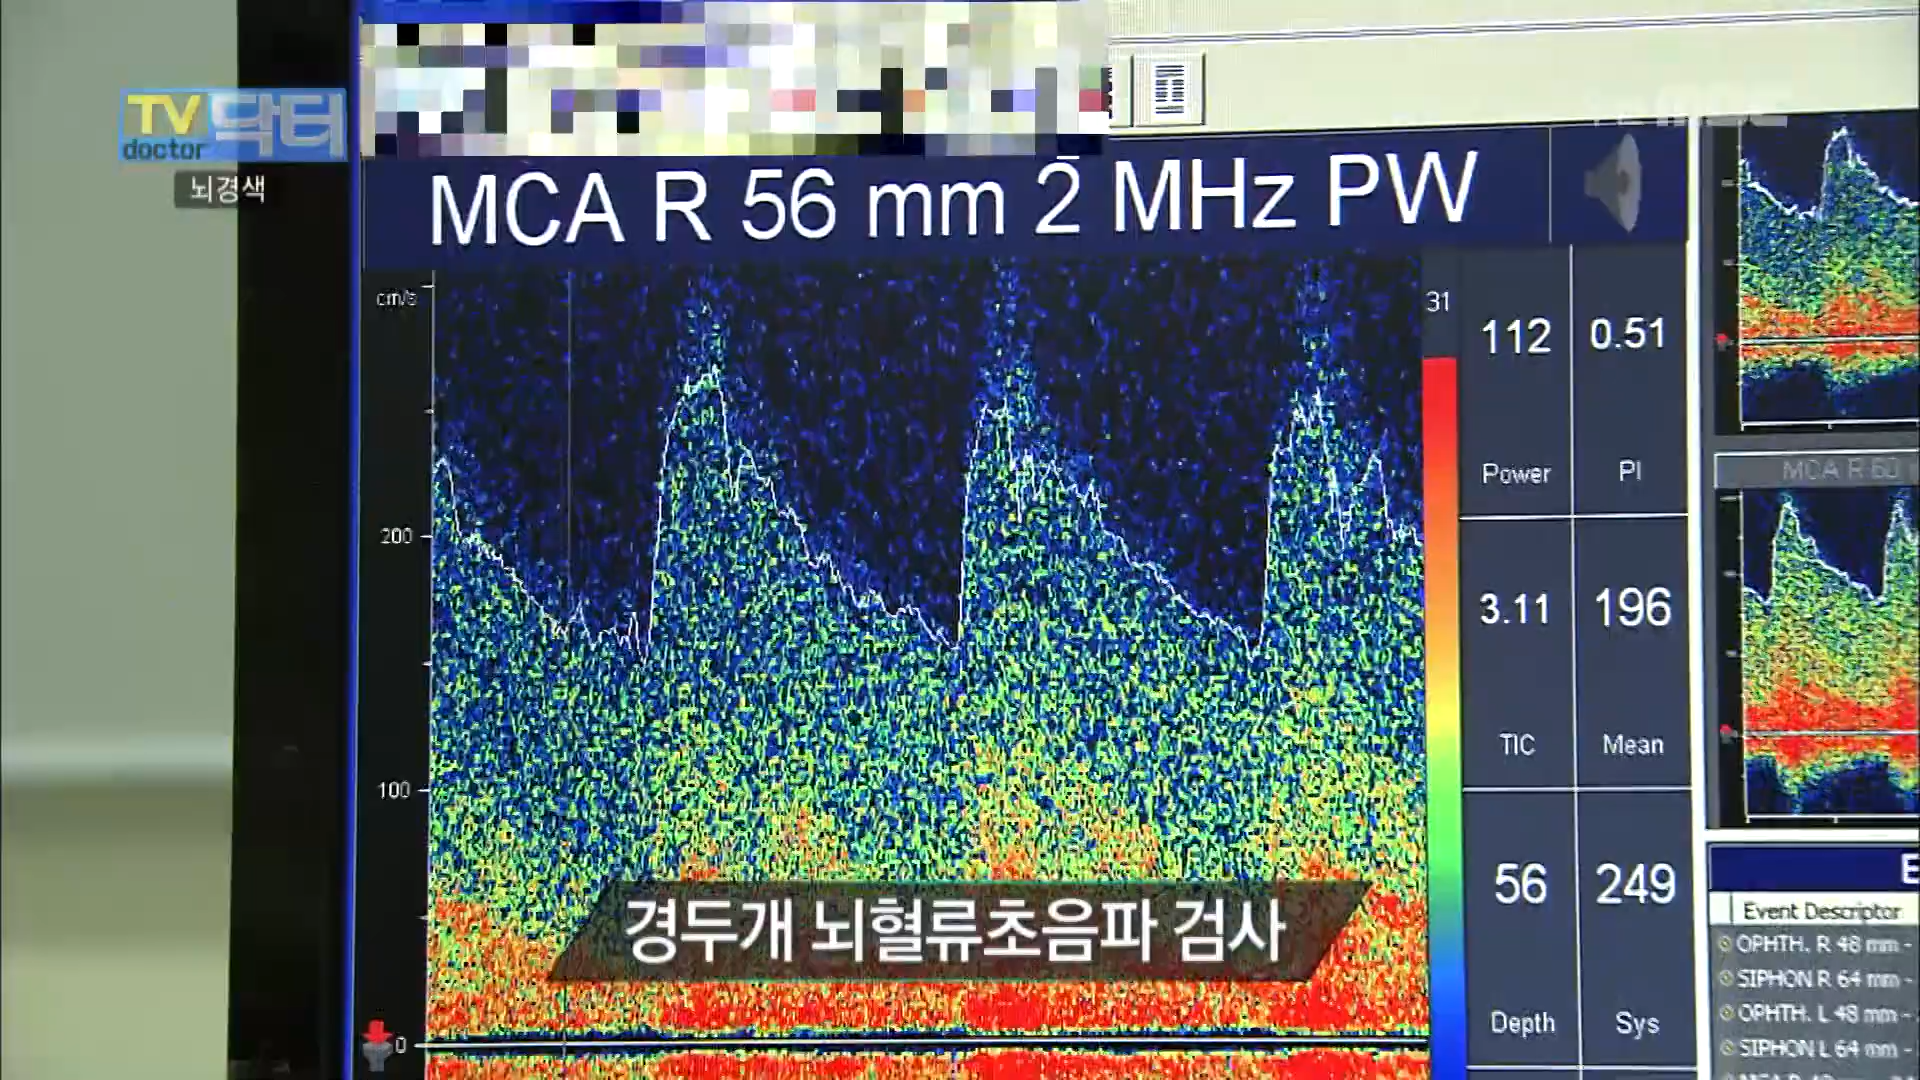 TV 닥터
doctor
뇌경색
MCA R 56 mm 2 MHz PW
cm/s
200
100
0
31
112
0.51
Power
PI
3.11
196
TIC
Mean
56
249
Depth
Sys
MCA R 60
E
Event Descriptor
OPHTH. R 48 mm -
SIPHON R 64 mm -
OPHTH. L 48 mm -
SIPHON L 64 mm -
경두개 뇌혈류초음파 검사